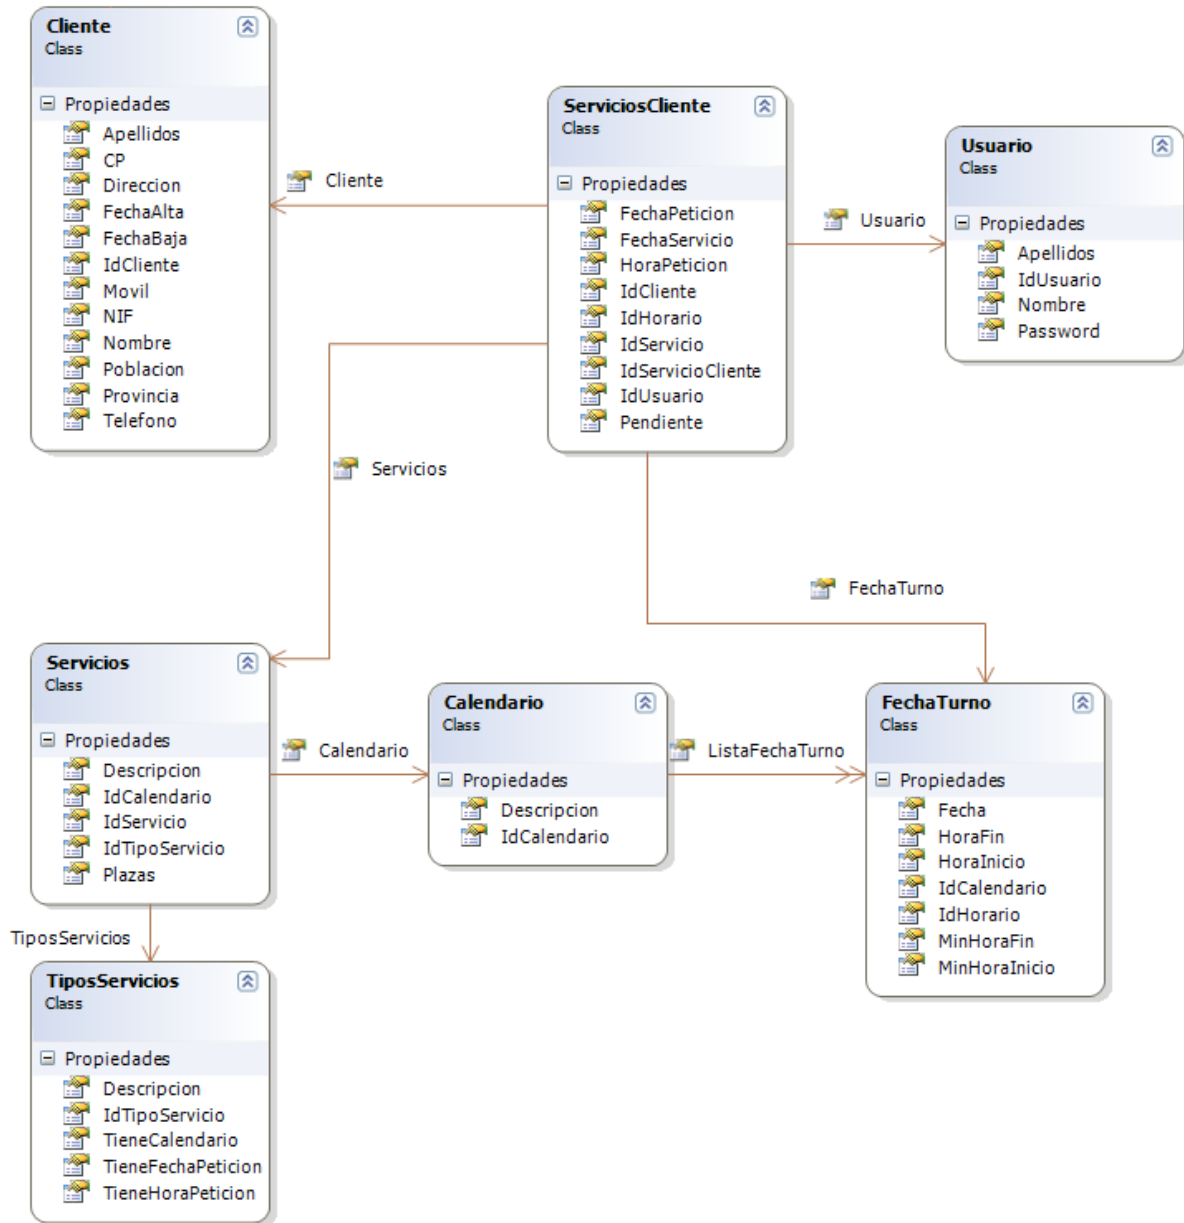 Cliente
Class
Propiedades
Apellidos
CP
Direccion
FechaAlta
FechaBaja
IdCliente
Movil
NIF
Nombre
Poblacion
Provincia
Telefono
Cliente
ServiciosCliente
Class
Propiedades
FechaPeticion
FechaServicio
HoraPeticion
IdCliente
IdHorario
IdServicio
IdServicioCliente
IdUsuario
Pendiente
Usuario
Usuario
Class
Propiedades
Apellidos
IdUsuario
Nombre
Password
Servicios
FechaTurno
Servicios
Class
Propiedades
Descripcion
IdCalendario
IdServicio
IdTipoServicio
Plazas
Calendario
Calendario
Class
Propiedades
Descripcion
IdCalendario
ListaFechaTurno
FechaTurno
Class
Propiedades
Fecha
HoraFin
HoraInicio
IdCalendario
IdHorario
MinHoraFin
MinHoraInicio
TiposServicios
TiposServicios
Class
Propiedades
Descripcion
IdTipoServicio
TieneCalendario
TieneFechaPeticion
TieneHoraPeticion